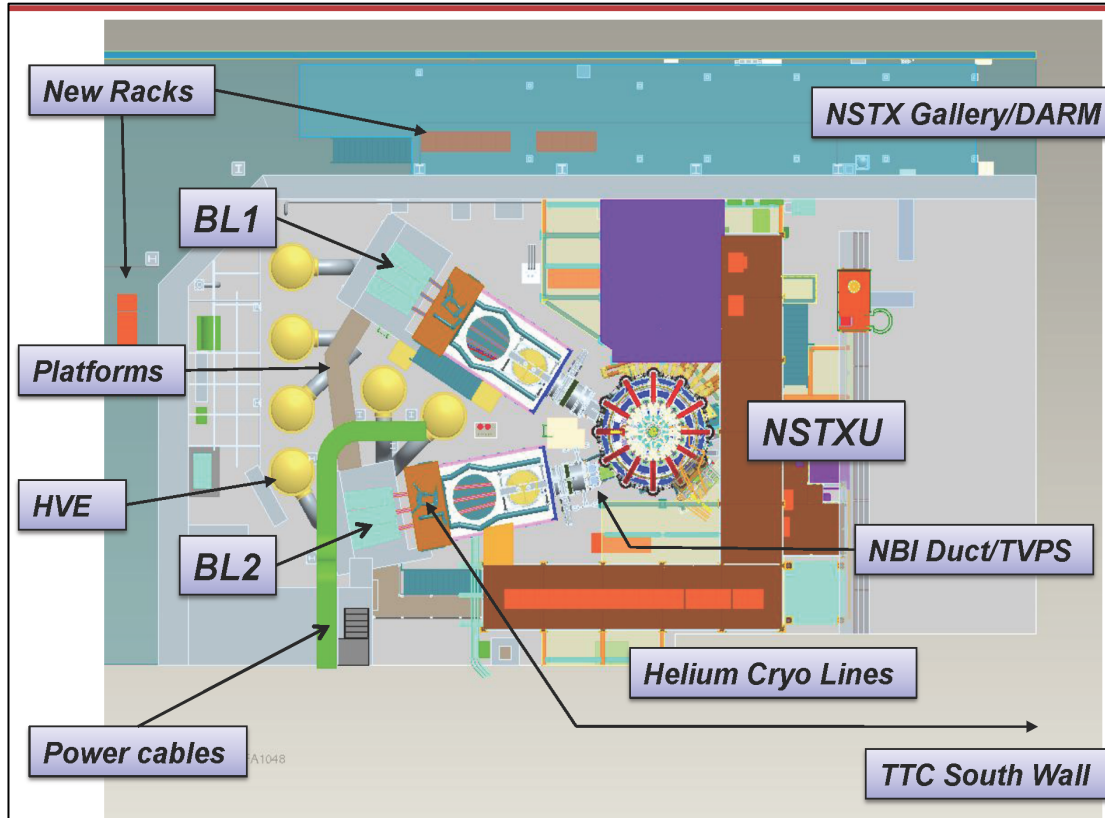 New Racks
NSTX Gallery/DARM
BL1
Platforms
NSTXU
HVE
BL2
NBI Duct/TVPS
Helium Cryo Lines
Power cables
A1048
TTC South Wall